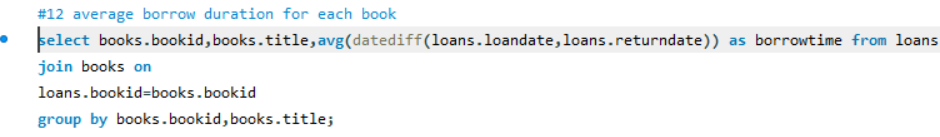 #12 average borrow duration for each book
select books.bookid,books.title,avg(datediff(loans.loandate,loans.returndate)) as borrowtime from loans
join books on
loans.bookid=books.bookid
group by books.bookid,books.title;